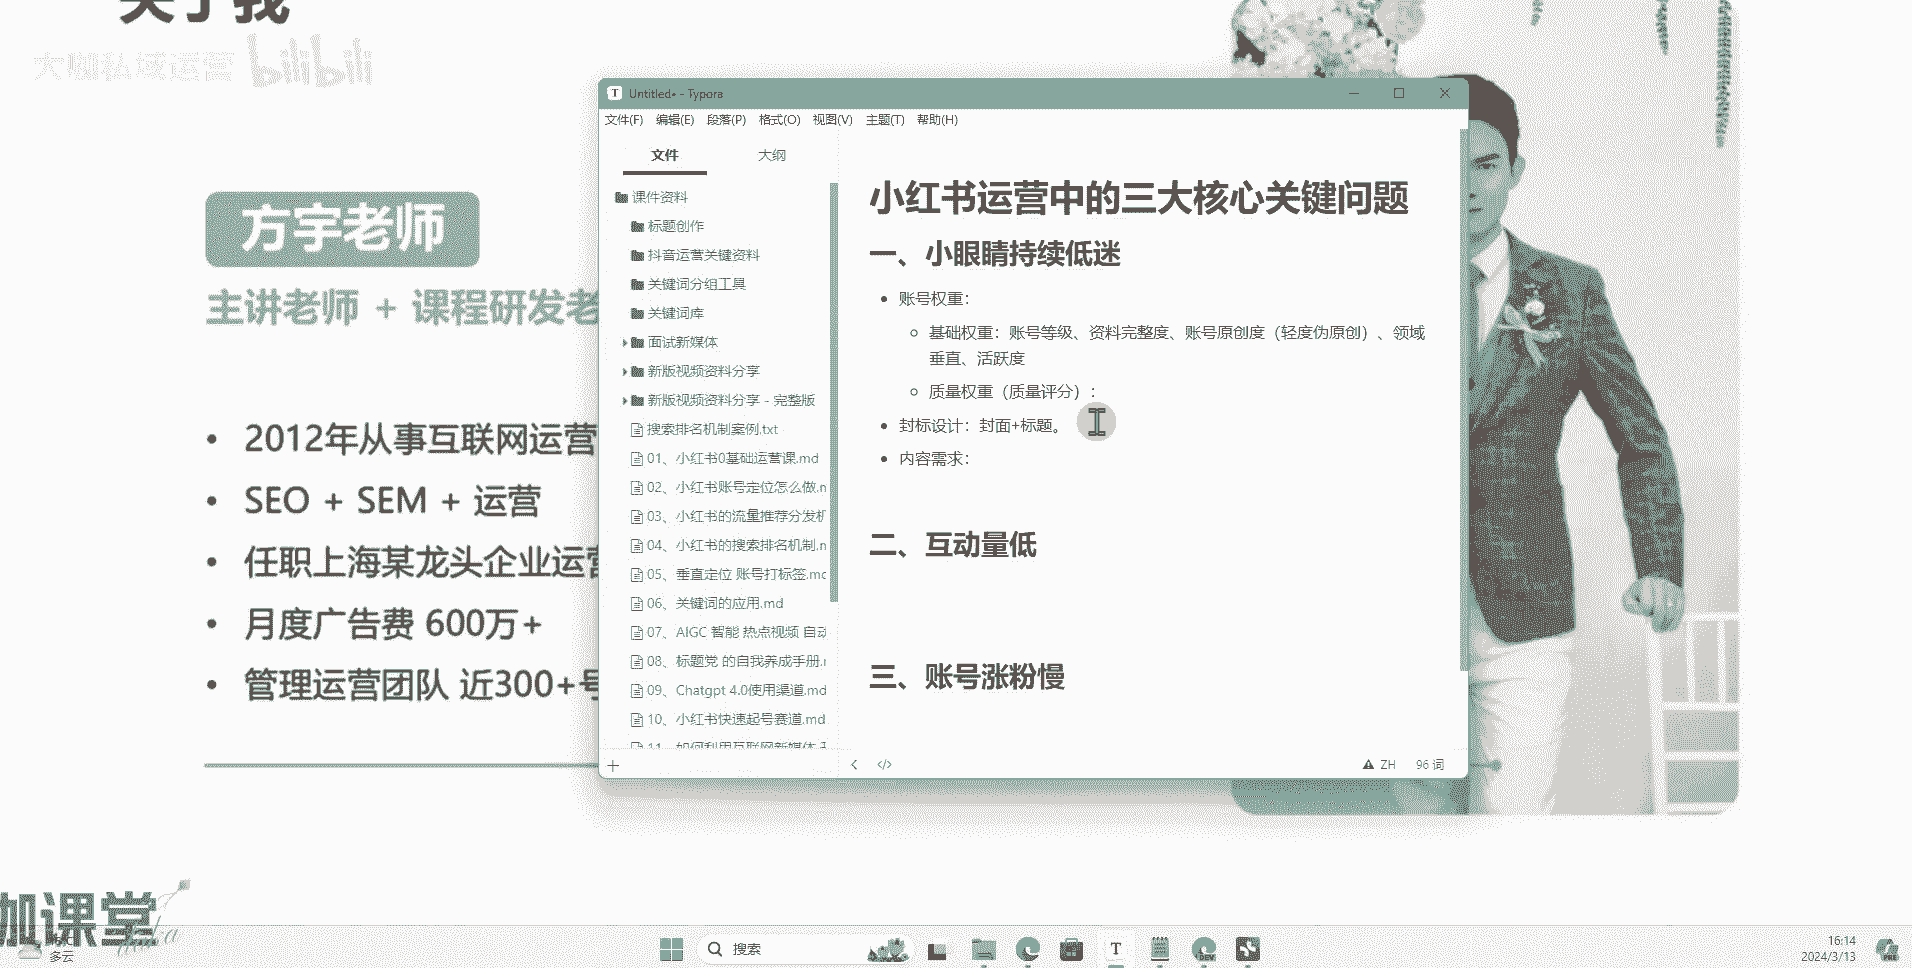 关于我
大咖私域运营 bilibili
方宇老师
主讲老师 + 课程研发老
2012年从事互联网运营
SEO + SEM + 运营
任职上海某龙头企业运营
月度广告费 600万+
管理运营团队 近300+号
Untitled• - Typora
文件(F) 编辑(E) 段落(P) 格式(O) 视图(V) 主题(T) 帮助(H)
文件 大纲
课件资料
标题创作
抖音运营关键资料
关键词分组工具
关键词库
面试新媒体
新版视频资料分享
新版视频资料分享 - 完整版
搜索排名机制案例.txt
01、小红书0基础运营课.md
02、小红书账号定位怎么做.m
03、小红书的流量推荐分发机
04、小红书的搜索排名机制.m
05、垂直定位 账号打标签.md
06、关键词的应用.md
07、AIGC 智能 热点视频 自动
08、标题党 的自我养成手册.m
09、Chatgpt 4.0使用渠道.md
10、小红书快速起号赛道.md
11、如何利用互联网新媒体
小红书运营中的三大核心关键问题
一、小眼睛持续低迷
账号权重：
基础权重：账号等级、资料完整度、账号原创度（轻度伪原创）、领域
垂直、活跃度
质量权重（质量评分）：
封标设计：封面+标题。
内容需求：
二、互动量低
三、账号涨粉慢
ZH 96 词
咖课堂
多云
搜索
16:14
2024/3/13